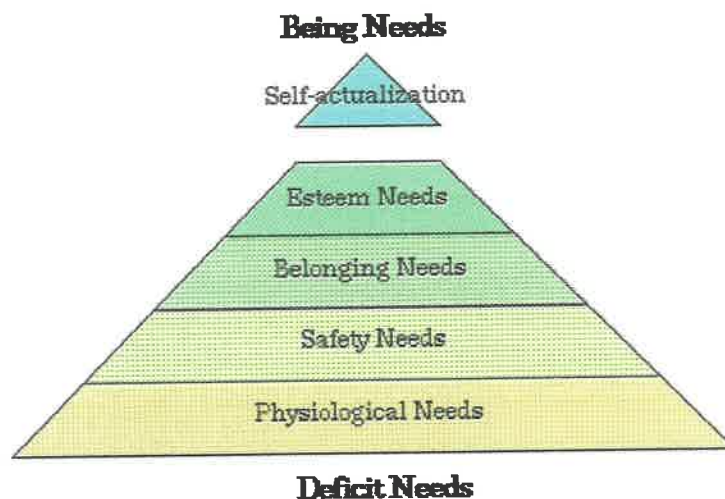 Being Needs
Self-actualization
Esteem Needs
Belonging Needs
Safety Needs
Physiological Needs
Deficit Needs